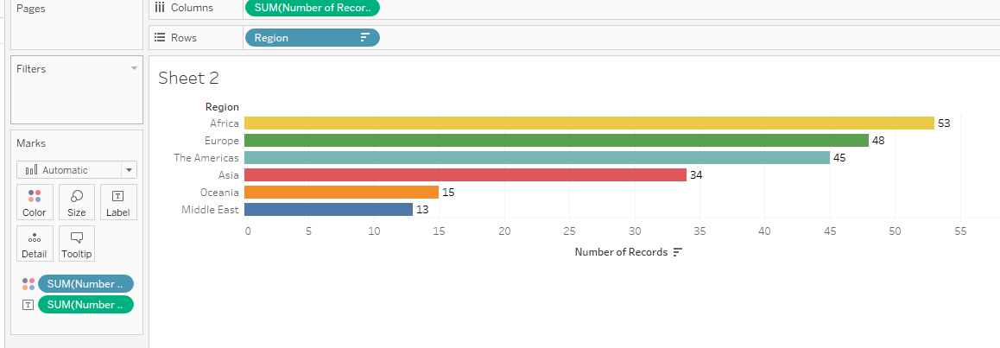 Pages
Columns
SUM(Number of Recor..
Rows
Region
Filters
Marks
Automatic
Color
Size
Label
Detail
Tooltip
SUM(Number ..
SUM(Number ..
Sheet 2
Region
Africa 53
Europe 48
The Americas 45
Asia 34
Oceania 15
Middle East 13
0 5 10 15 20 25 30 35 40 45 50 55
Number of Records